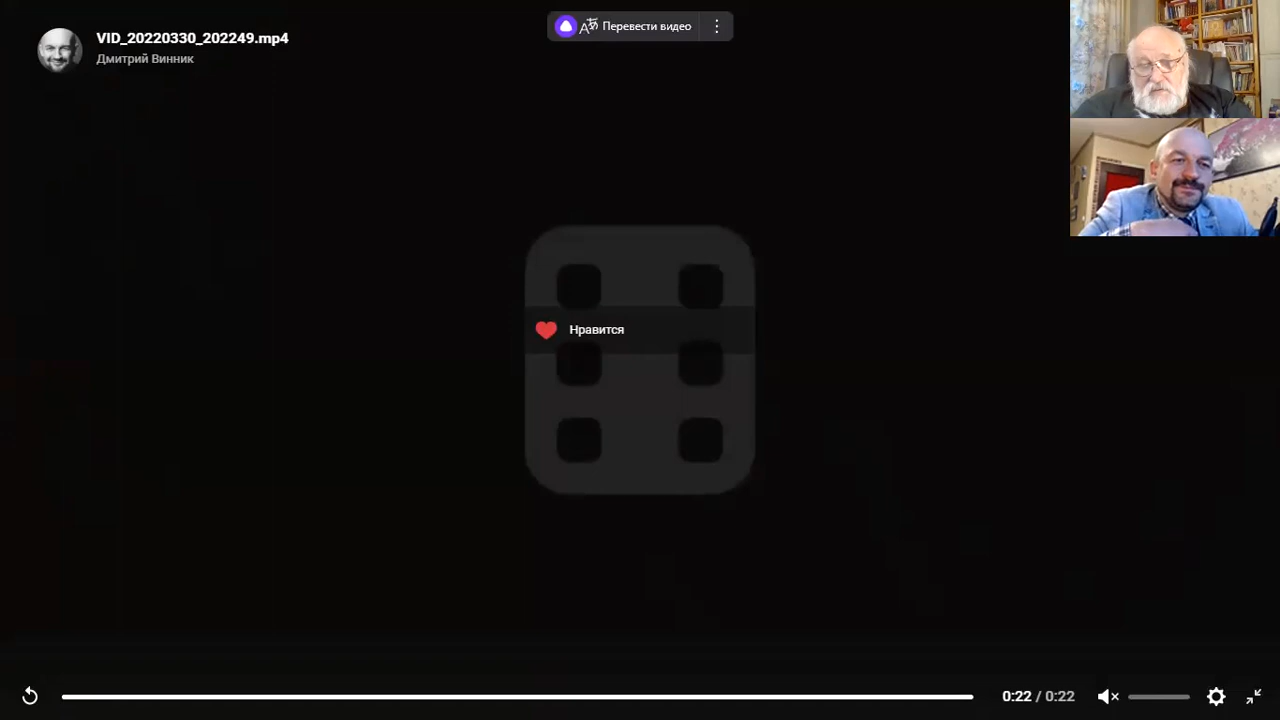 VID_20220330_202249.mp4
Дмитрий Винник
Перевести видео
Нравится
0:22 / 0:22